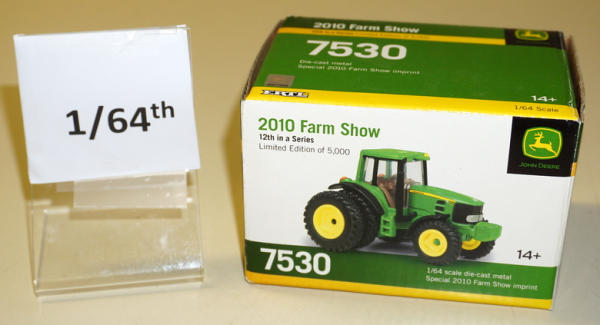 1/64th
2010 Farm Show
7530
Die-cast metal
Special 2010 Farm Show imprint
ERTL
1/64 Scale
14+
2010 Farm Show
12th in a Series
Limited Edition of 5,000
JOHN DEERE
7530
14+
1/64 scale die-cast metal
Special 2010 Farm Show imprint